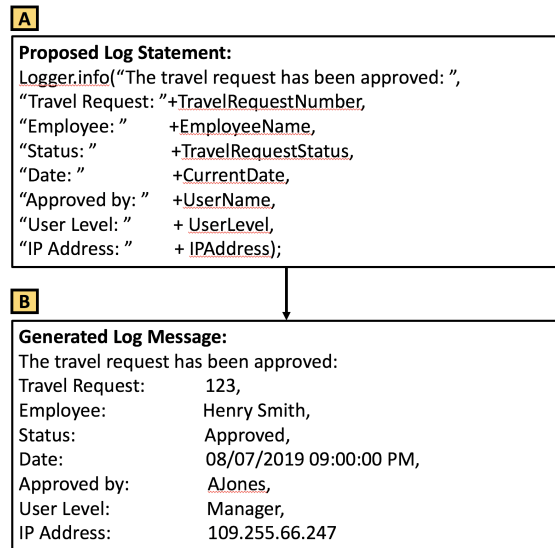 A
Proposed Log Statement:
Logger.info(“The travel request has been approved: ”,
“Travel Request: ”+TravelRequestNumber,
“Employee: ” +EmployeeName,
“Status: ” +TravelRequestStatus,
“Date: ” +CurrentDate,
“Approved by: ” +UserName,
“User Level: ” + UserLevel,
“IP Address: ” + IPAddress);
B
Generated Log Message:
The travel request has been approved:
Travel Request: 123,
Employee: Henry Smith,
Status: Approved,
Date: 08/07/2019 09:00:00 PM,
Approved by: AJones,
User Level: Manager,
IP Address: 109.255.66.247